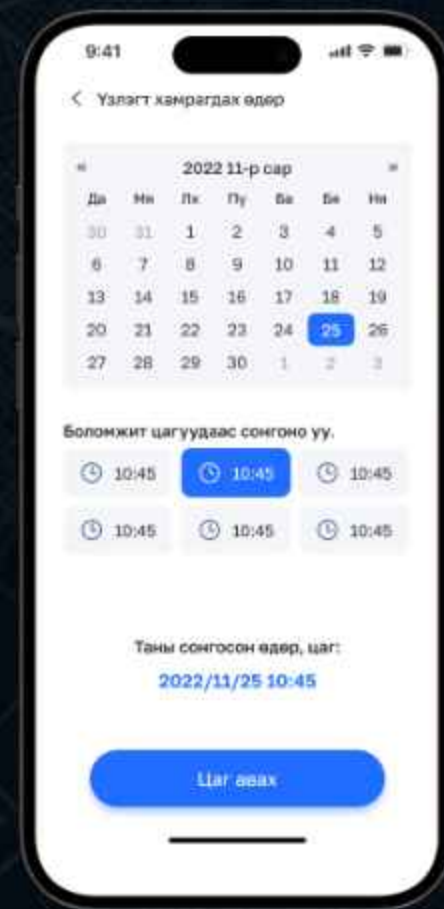 9:41
< Үзлэгт хамрагдах өдөр
« 2022 11-р сар »
Да Мя Лх Пү Ба Бя Ня
30 31 1 2 3 4 5
6 7 8 9 10 11 12
13 14 15 16 17 18 19
20 21 22 23 24 25 26
27 28 29 30 1 2 3
Боломжит цагуудаас сонгоно уу.
10:45 10:45 10:45
10:45 10:45 10:45
Таны сонгосон өдөр, цаг:
2022/11/25 10:45
Цаг авах